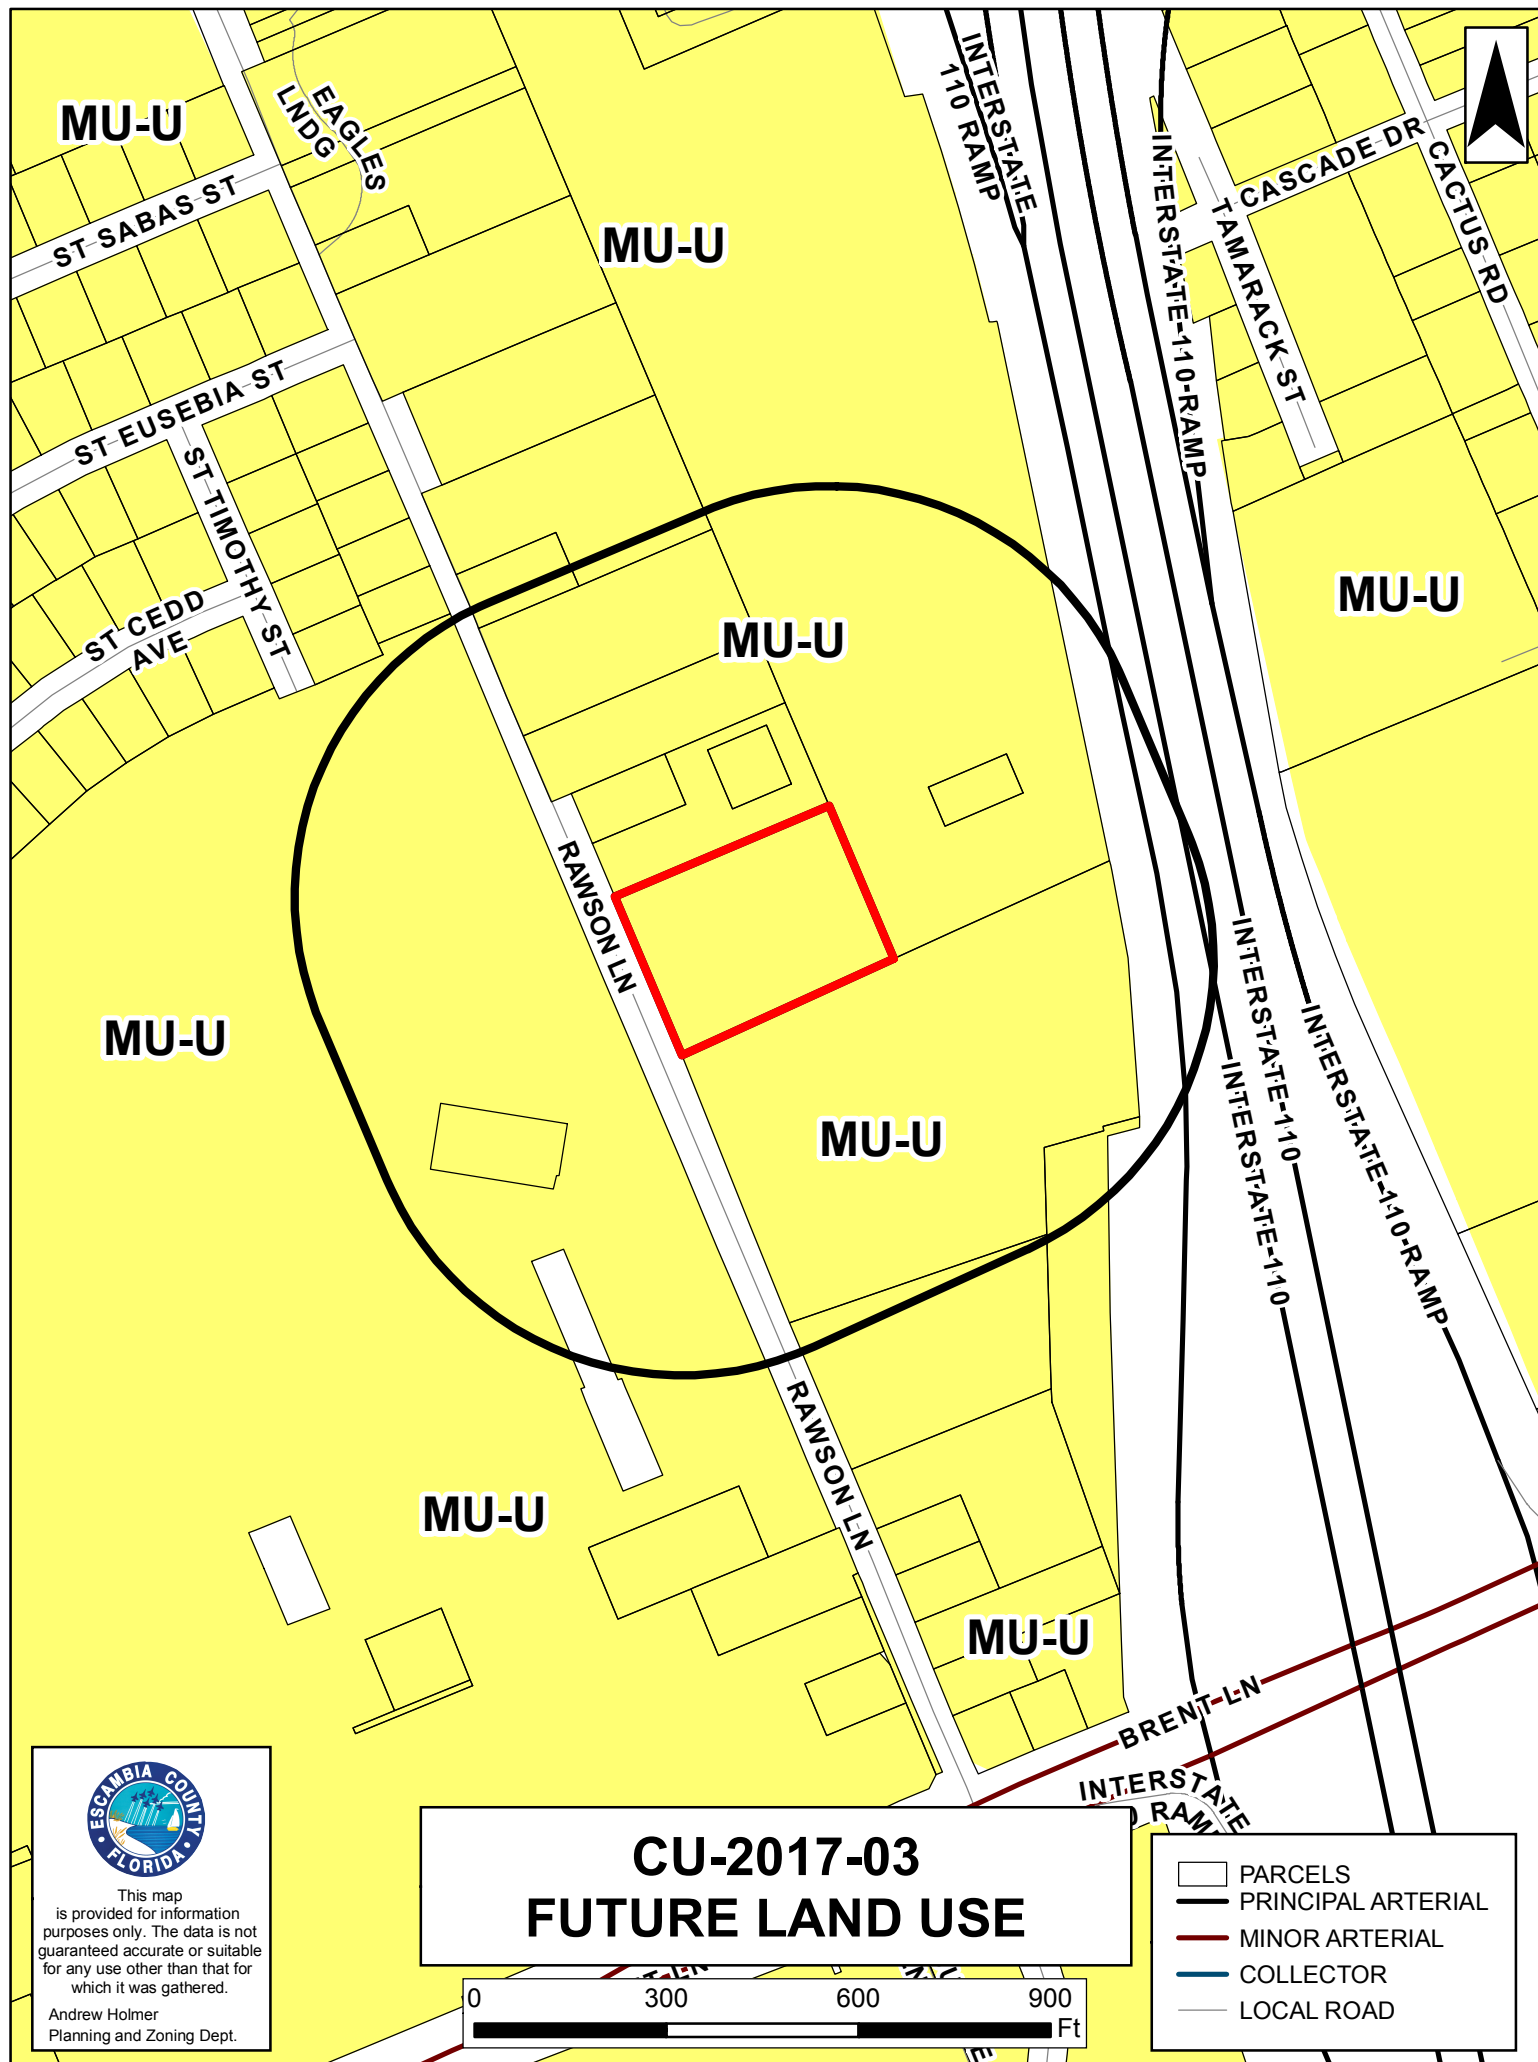 INTERSTATE
110 RAMP
EAGLES
LNDG
MU-U
CASCADE DR
CACTUS RD
ST SABAS ST
MU-U
INTERSTATE 110 RAMP
TAMARACK ST
ST EUSEBIA ST
ST TIMOTHY ST
MU-U
ST CEDD
AVE
MU-U
RAWSON LN
INTERSTATE 110
MU-U
INTERSTATE 110
INTERSTATE 110 RAMP
MU-U
RAWSON LN
MU-U
MU-U
BRENT LN
INTERSTATE
ESCAMBIA COUNTY
FLORIDA
This map
is provided for information
purposes only. The data is not
guaranteed accurate or suitable
for any use other than that for
which it was gathered.
Andrew Holmer
Planning and Zoning Dept.
CU-2017-03
FUTURE LAND USE
0 300 600 900
Ft
PARCELS
PRINCIPAL ARTERIAL
MINOR ARTERIAL
COLLECTOR
LOCAL ROAD